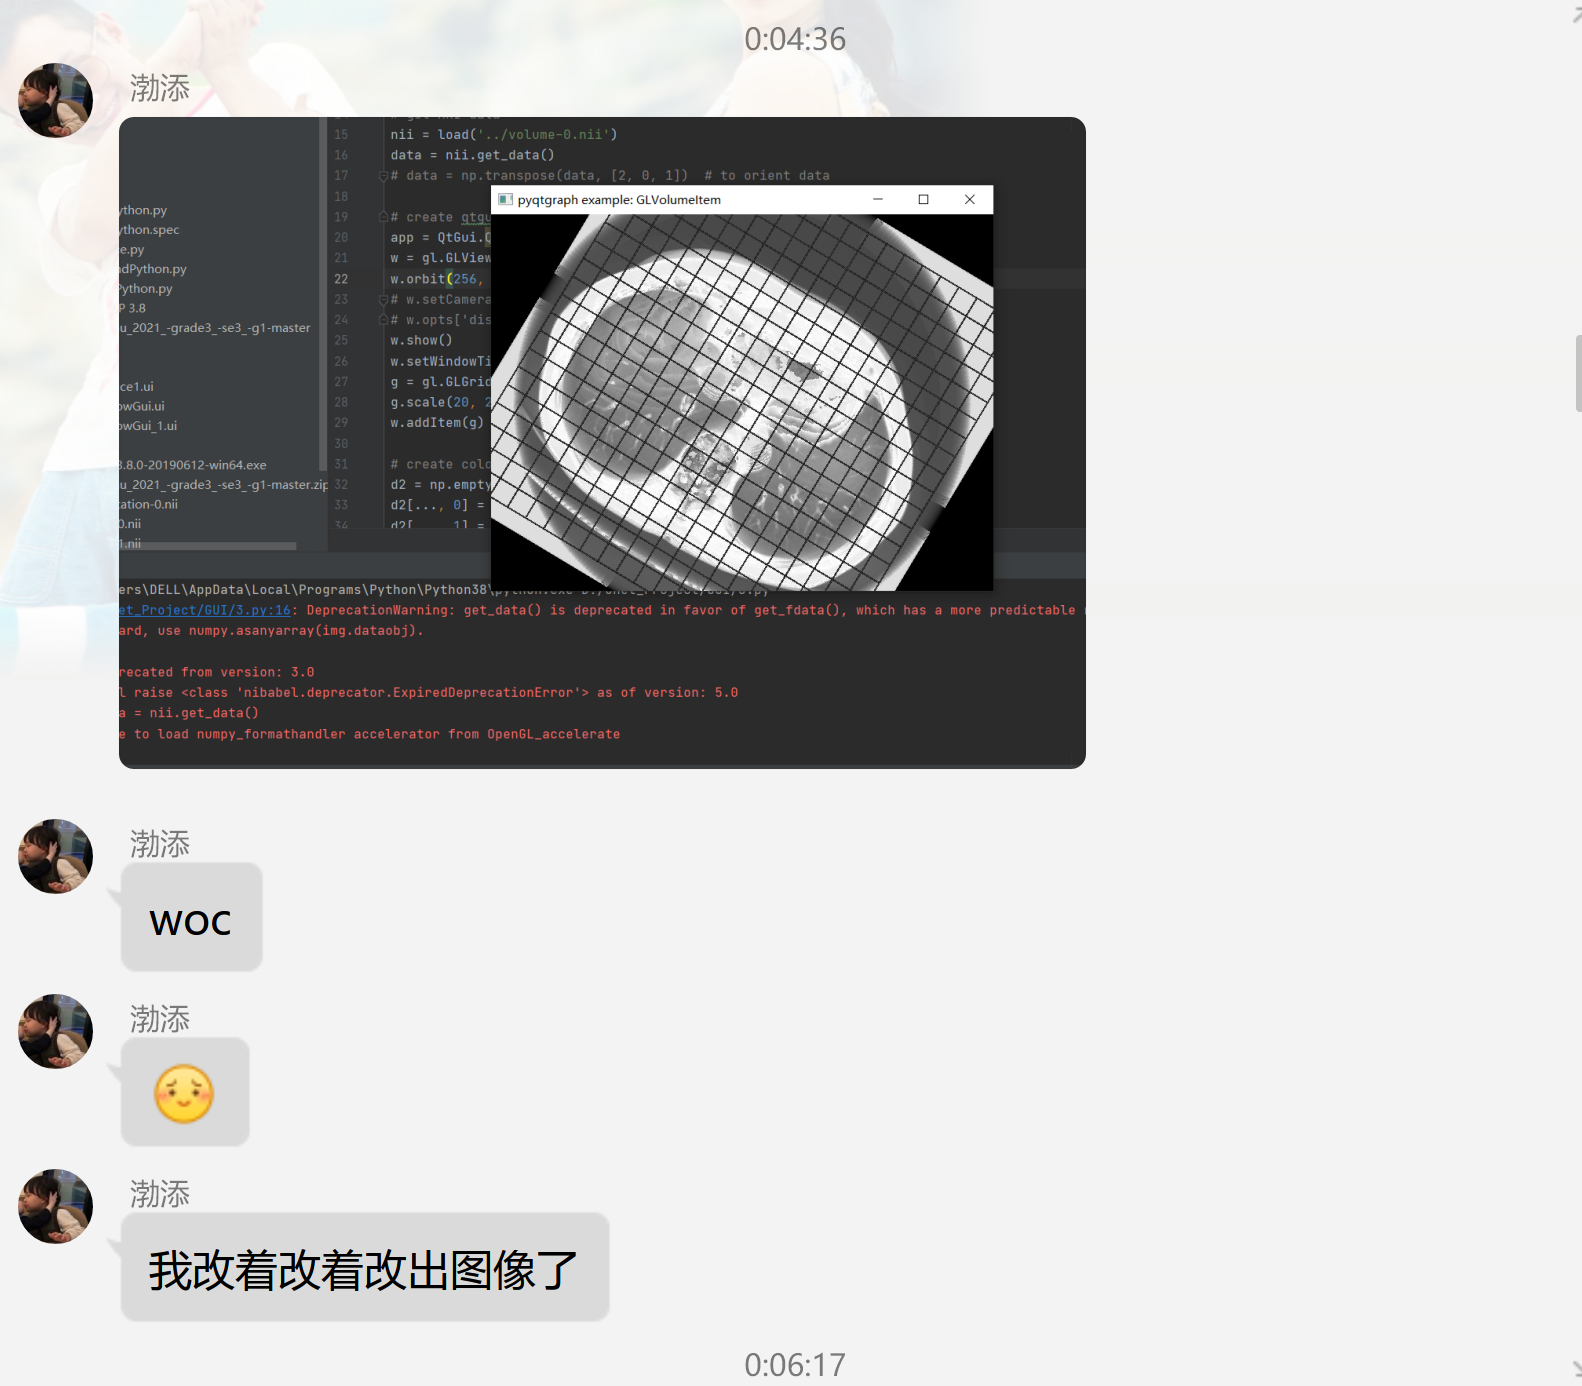 0:04:36
渤添
15 nii = load('../volume-0.nii')
16 data = nii.get_data()
17 # data = np.transpose(data, [2, 0, 1])  # to orient data
18
19 # create qtgu
20 app = QtGui.Q
21 w = gl.GLView
22 w.orbit(256,
23 # w.setCamera
24 # w.opts['dis
25 w.show()
26 w.setWindowTi
27 g = gl.GLGrid
28 g.scale(20, 2
29 w.addItem(g)
30
31 # create colo
32 d2 = np.empty
33 d2[..., 0] =
34 d2[ 1] =
ython.py
ython.spec
e.py
ndPython.py
Python.py
P 3.8
u_2021_-grade3_-se3_-g1-master
ce1.ui
owGui.ui
owGui_1.ui
3.8.0-20190612-win64.exe
u_2021_-grade3_-se3_-g1-master.zip
tation-0.nii
0.nii
1.nii
pyqtgraph example: GLVolumeItem
ers\DELL\AppData\Local\Programs\Python\Python38\python.exe
et_Project/GUI/3.py:16: DeprecationWarning: get_data() is deprecated in favor of get_fdata(), which has a more predictable
ard, use numpy.asanyarray(img.dataobj).
recated from version: 3.0
l raise <class 'nibabel.deprecator.ExpiredDeprecationError'> as of version: 5.0
a = nii.get_data()
e to load numpy_formathandler accelerator from OpenGL_accelerate
渤添
woc
渤添
渤添
我改着改着改出图像了
0:06:17